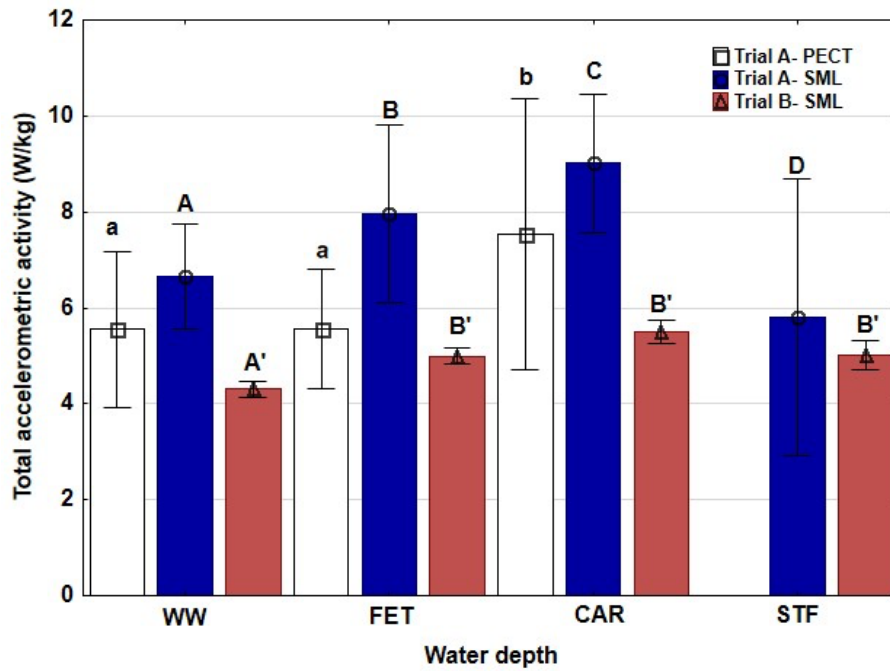 12
10
8
6
4
2
0
Total accelerometric activity (W/kg)
Trial A- PECT
Trial A- SML
Trial B- SML
a
A
A'
a
B
B'
b
C
B'
D
B'
WW
FET
CAR
STF
Water depth